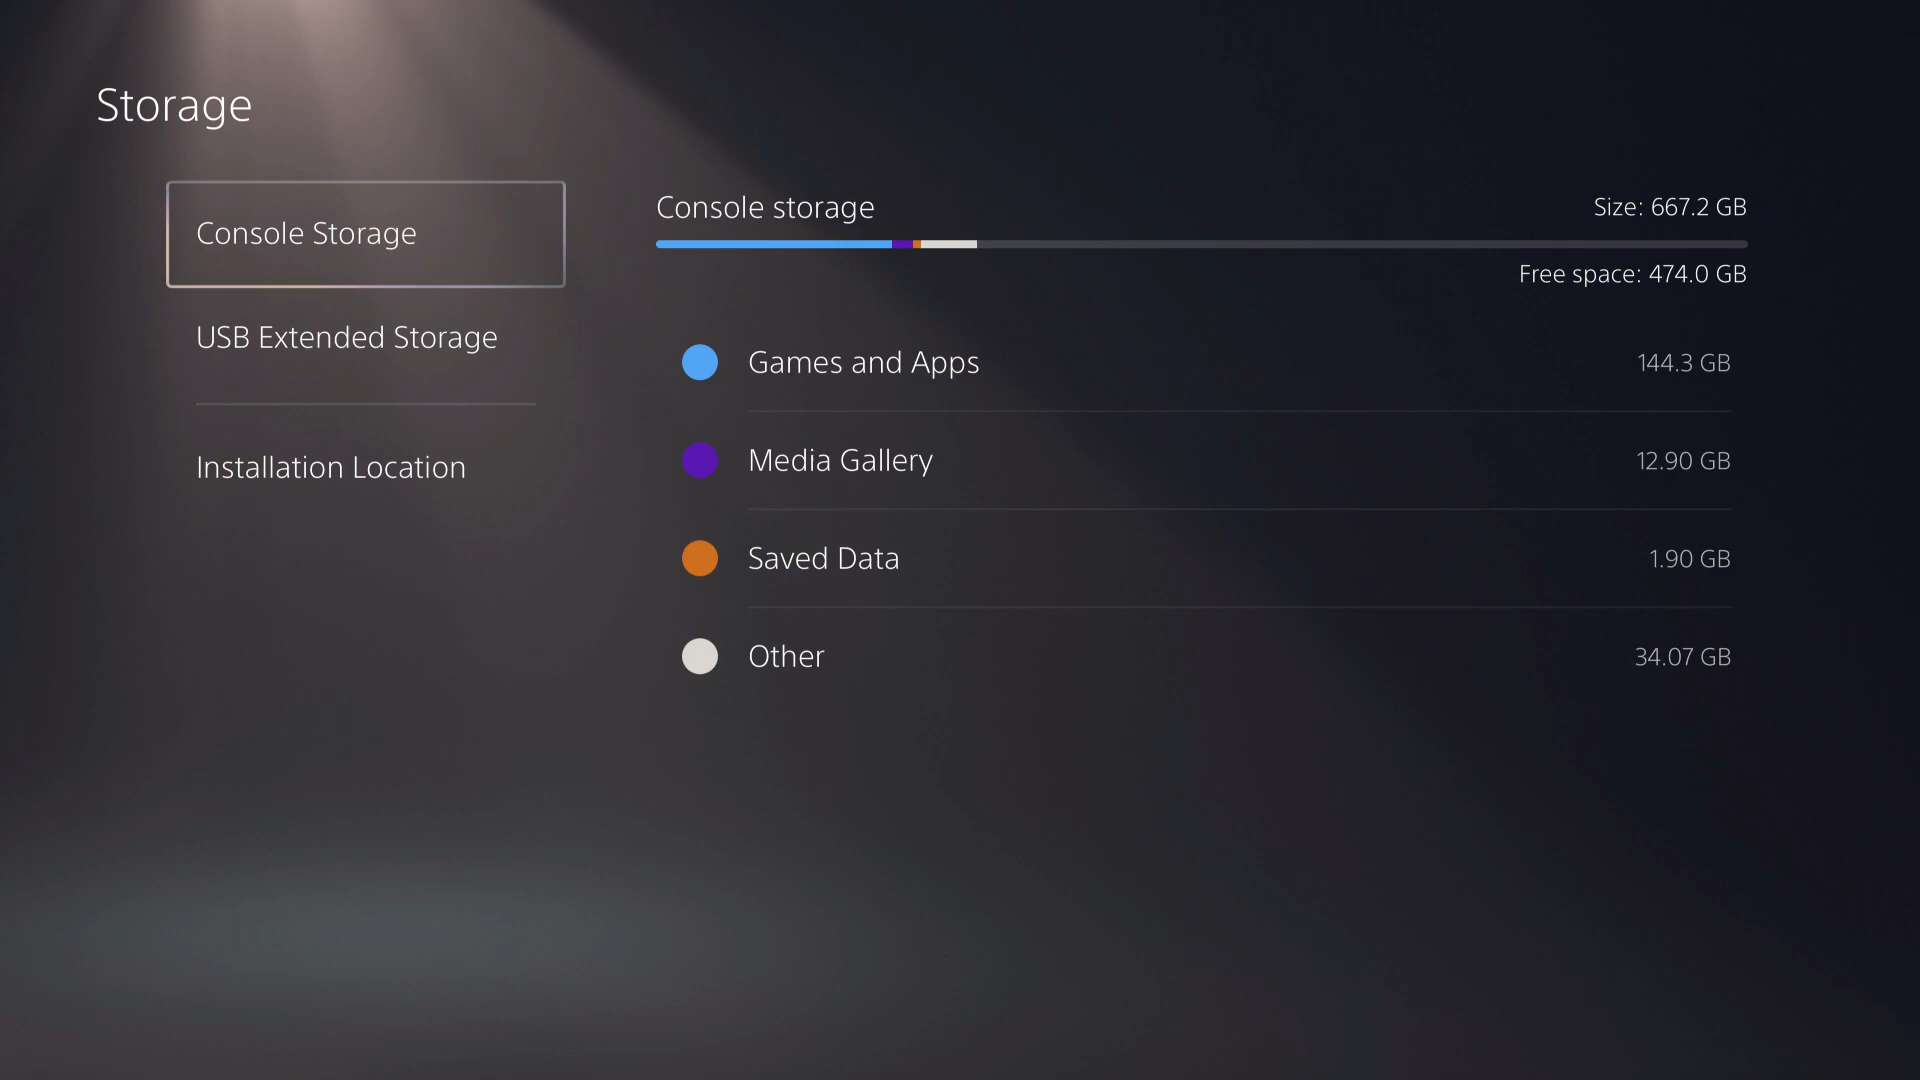 Storage
Console Storage
USB Extended Storage
Installation Location
Console storage
Size: 667.2 GB
Free space: 474.0 GB
Games and Apps 144.3 GB
Media Gallery 12.90 GB
Saved Data 1.90 GB
Other 34.07 GB